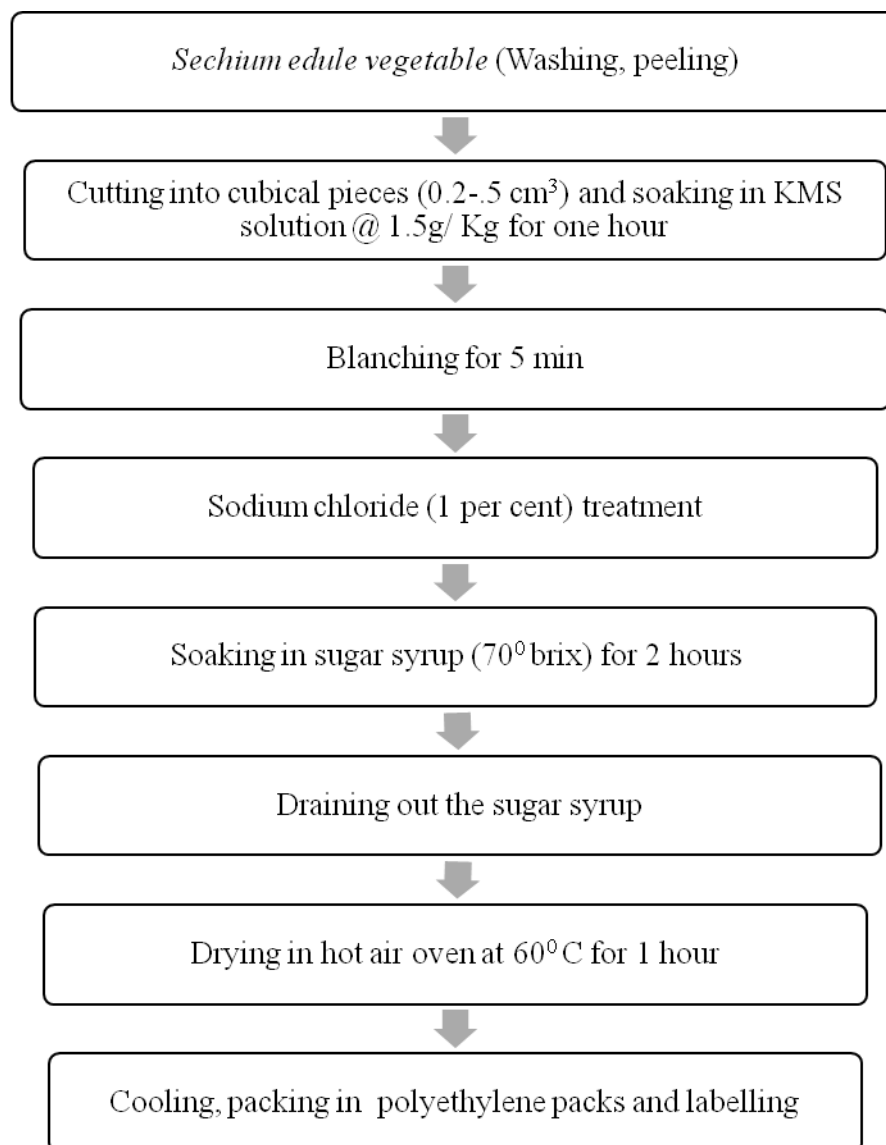 Sechium edule vegetable (Washing, peeling)
Cutting into cubical pieces (0.2-.5 cm³) and soaking in KMS
solution @ 1.5g/ Kg for one hour
Blanching for 5 min
Sodium chloride (1 per cent) treatment
Soaking in sugar syrup (70⁰ brix) for 2 hours
Draining out the sugar syrup
Drying in hot air oven at 60⁰ C for 1 hour
Cooling, packing in  polyethylene packs and labelling